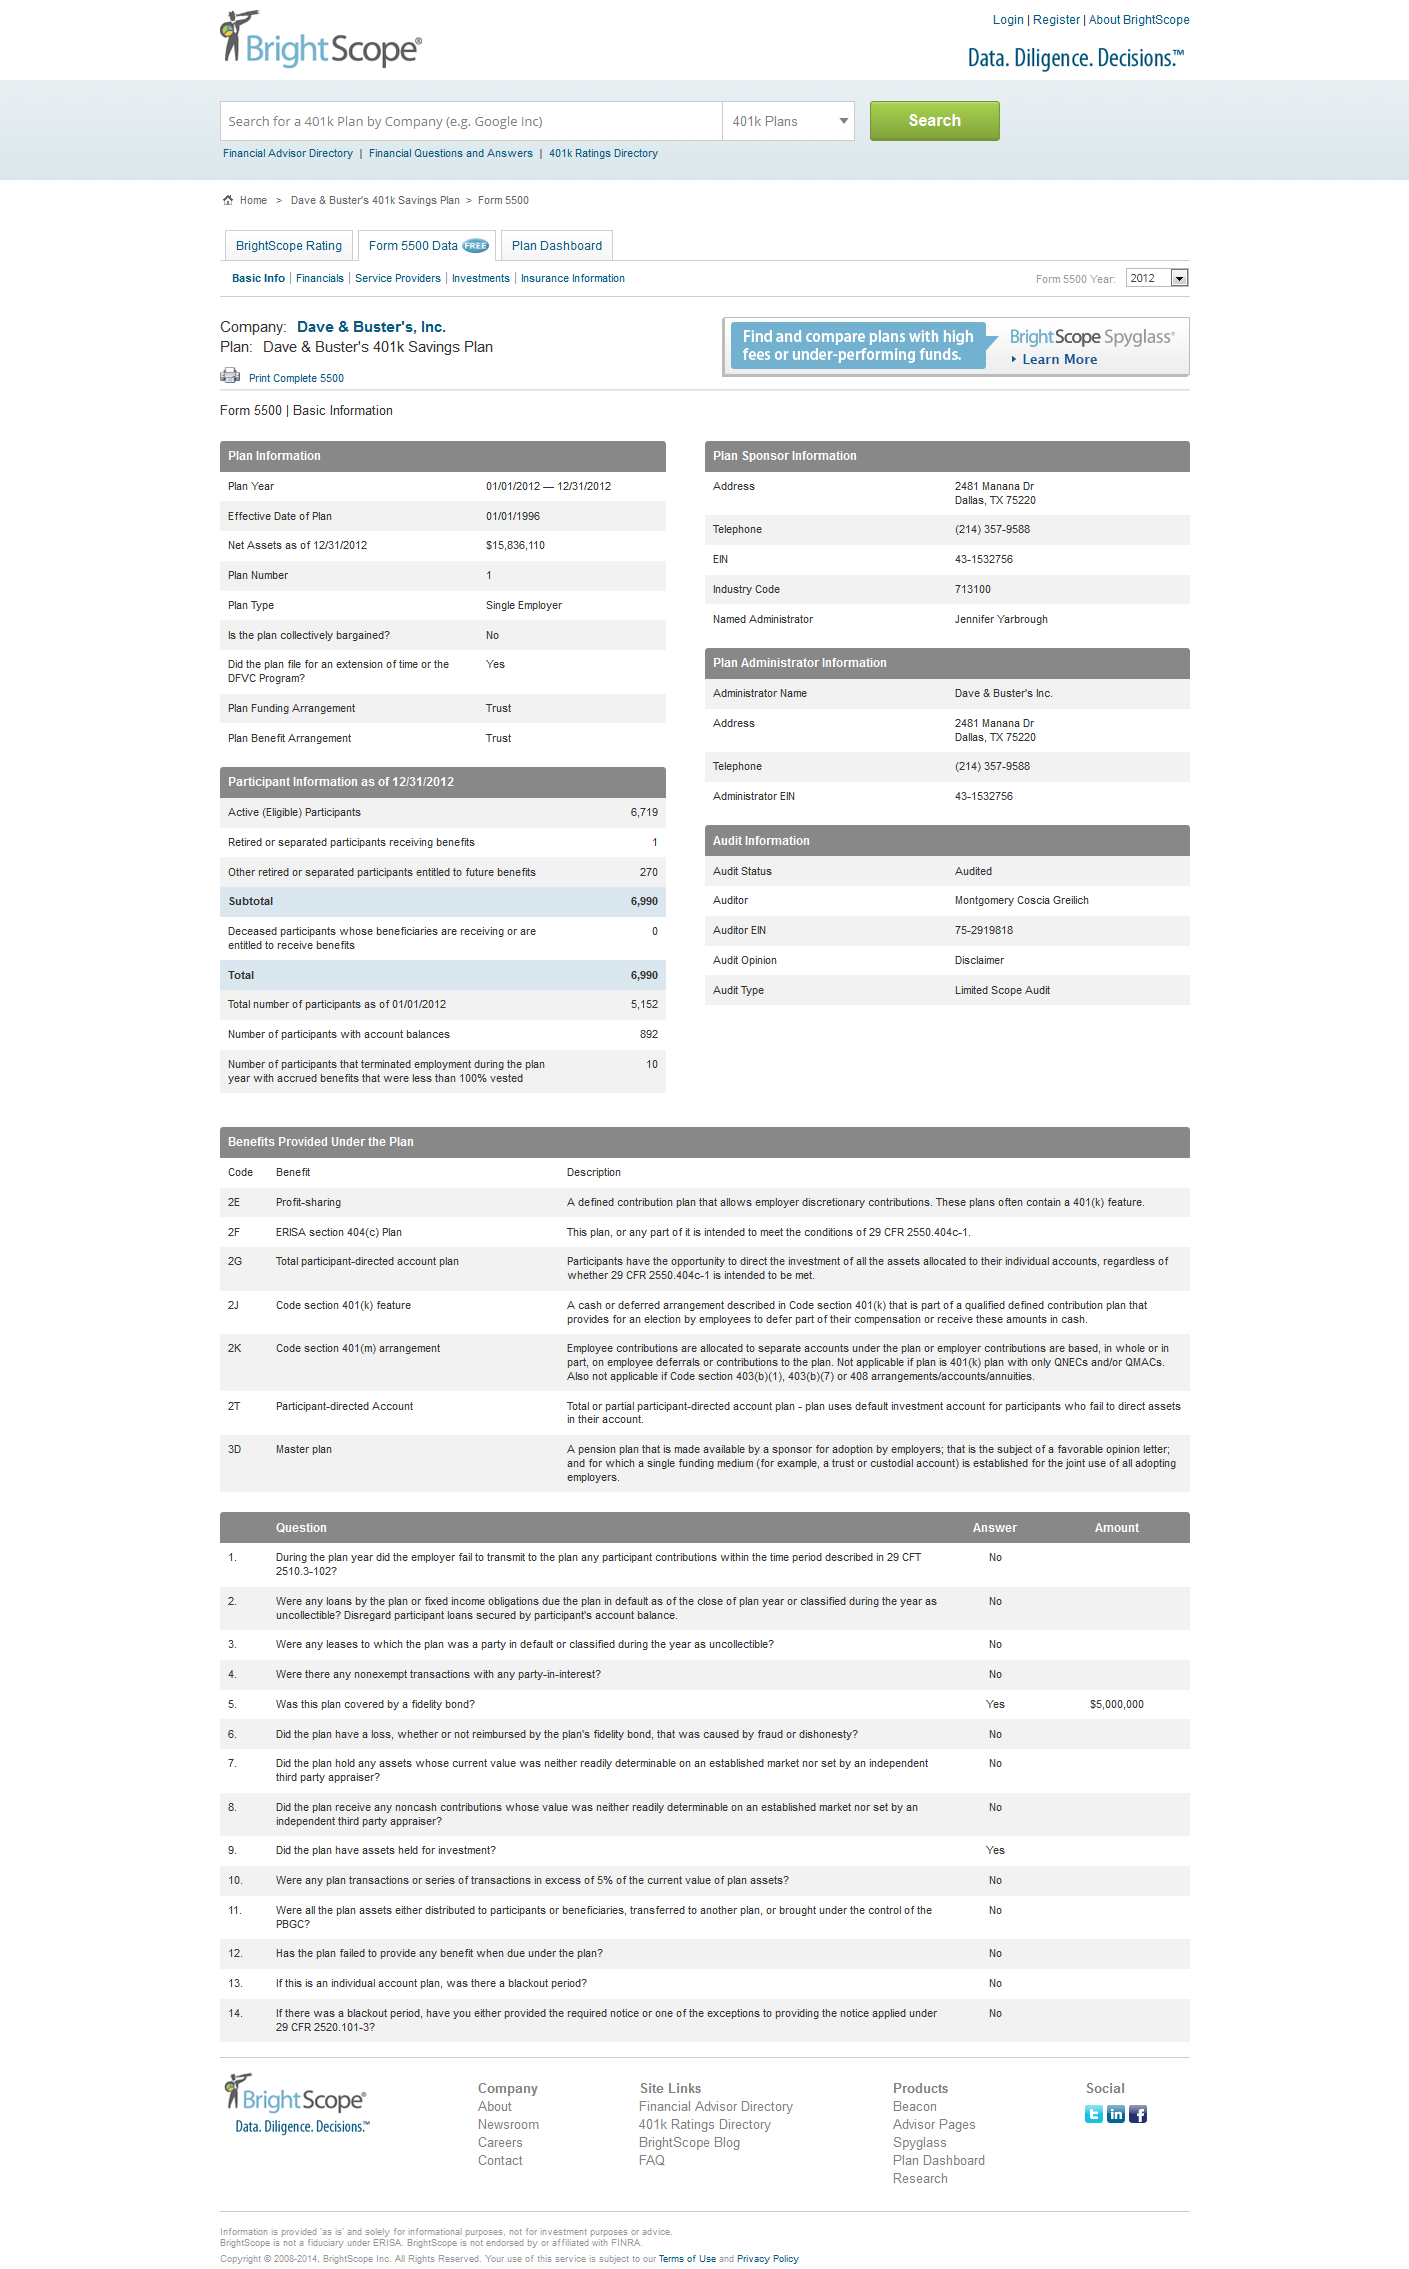 BrightScope®
Login | Register | About BrightScope
Data. Diligence. Decisions.™
Search for a 401k Plan by Company (e.g. Google Inc)
401k Plans
Search
Financial Advisor Directory | Financial Questions and Answers | 401k Ratings Directory
Home > Dave & Buster's 401k Savings Plan > Form 5500
BrightScope Rating
Form 5500 Data FREE
Plan Dashboard
Basic Info | Financials | Service Providers | Investments | Insurance Information
Form 5500 Year: 2012
Company: Dave & Buster's, Inc.
Plan: Dave & Buster's 401k Savings Plan
Print Complete 5500
Find and compare plans with high
fees or under-performing funds.
BrightScope Spyglass®
Learn More
Form 5500 | Basic Information
Plan Information
Plan Year 01/01/2012 — 12/31/2012
Effective Date of Plan 01/01/1996
Net Assets as of 12/31/2012 $15,836,110
Plan Number 1
Plan Type Single Employer
Is the plan collectively bargained? No
Did the plan file for an extension of time or the Yes
DFVC Program?
Plan Funding Arrangement Trust
Plan Benefit Arrangement Trust
Participant Information as of 12/31/2012
Active (Eligible) Participants 6,719
Retired or separated participants receiving benefits 1
Other retired or separated participants entitled to future benefits 270
Subtotal 6,990
Deceased participants whose beneficiaries are receiving or are 0
entitled to receive benefits
Total 6,990
Total number of participants as of 01/01/2012 5,152
Number of participants with account balances 892
Number of participants that terminated employment during the plan 10
year with accrued benefits that were less than 100% vested
Plan Sponsor Information
Address 2481 Manana Dr
Dallas, TX 75220
Telephone (214) 357-9588
EIN 43-1532756
Industry Code 713100
Named Administrator Jennifer Yarbrough
Plan Administrator Information
Administrator Name Dave & Buster's Inc.
Address 2481 Manana Dr
Dallas, TX 75220
Telephone (214) 357-9588
Administrator EIN 43-1532756
Audit Information
Audit Status Audited
Auditor Montgomery Coscia Greilich
Auditor EIN 75-2919818
Audit Opinion Disclaimer
Audit Type Limited Scope Audit
Benefits Provided Under the Plan
Code Benefit Description
2E Profit-sharing A defined contribution plan that allows employer discretionary contributions. These plans often contain a 401(k) feature.
2F ERISA section 404(c) Plan This plan, or any part of it is intended to meet the conditions of 29 CFR 2550.404c-1.
2G Total participant-directed account plan Participants have the opportunity to direct the investment of all the assets allocated to their individual accounts, regardless of
whether 29 CFR 2550.404c-1 is intended to be met.
2J Code section 401(k) feature A cash or deferred arrangement described in Code section 401(k) that is part of a qualified defined contribution plan that
provides for an election by employees to defer part of their compensation or receive these amounts in cash.
2K Code section 401(m) arrangement Employee contributions are allocated to separate accounts under the plan or employer contributions are based, in whole or in
part, on employee deferrals or contributions to the plan. Not applicable if plan is 401(k) plan with only QNECs and/or QMACs.
Also not applicable if Code section 403(b)(1), 403(b)(7) or 408 arrangements/accounts/annuities.
2T Participant-directed Account Total or partial participant-directed account plan - plan uses default investment account for participants who fail to direct assets
in their account.
3D Master plan A pension plan that is made available by a sponsor for adoption by employers; that is the subject of a favorable opinion letter;
and for which a single funding medium (for example, a trust or custodial account) is established for the joint use of all adopting
employers.
Question Answer Amount
1. During the plan year did the employer fail to transmit to the plan any participant contributions within the time period described in 29 CFT No
2510.3-102?
2. Were any loans by the plan or fixed income obligations due the plan in default as of the close of plan year or classified during the year as No
uncollectible? Disregard participant loans secured by participant's account balance.
3. Were any leases to which the plan was a party in default or classified during the year as uncollectible? No
4. Were there any nonexempt transactions with any party-in-interest? No
5. Was this plan covered by a fidelity bond? Yes $5,000,000
6. Did the plan have a loss, whether or not reimbursed by the plan's fidelity bond, that was caused by fraud or dishonesty? No
7. Did the plan hold any assets whose current value was neither readily determinable on an established market nor set by an independent No
third party appraiser?
8. Did the plan receive any noncash contributions whose value was neither readily determinable on an established market nor set by an No
independent third party appraiser?
9. Did the plan have assets held for investment? Yes
10. Were any plan transactions or series of transactions in excess of 5% of the current value of plan assets? No
11. Were all the plan assets either distributed to participants or beneficiaries, transferred to another plan, or brought under the control of the No
PBGC?
12. Has the plan failed to provide any benefit when due under the plan? No
13. If this is an individual account plan, was there a blackout period? No
14. If there was a blackout period, have you either provided the required notice or one of the exceptions to providing the notice applied under No
29 CFR 2520.101-3?
BrightScope®
Data. Diligence. Decisions.™
Company
About
Newsroom
Careers
Contact
Site Links
Financial Advisor Directory
401k Ratings Directory
BrightScope Blog
FAQ
Products
Beacon
Advisor Pages
Spyglass
Plan Dashboard
Research
Social
Information is provided 'as is' and solely for informational purposes, not for investment purposes or advice.
BrightScope is not a fiduciary under ERISA. BrightScope is not endorsed by or affiliated with FINRA.
Copyright © 2008-2014, BrightScope Inc. All Rights Reserved. Your use of this service is subject to our Terms of Use and Privacy Policy